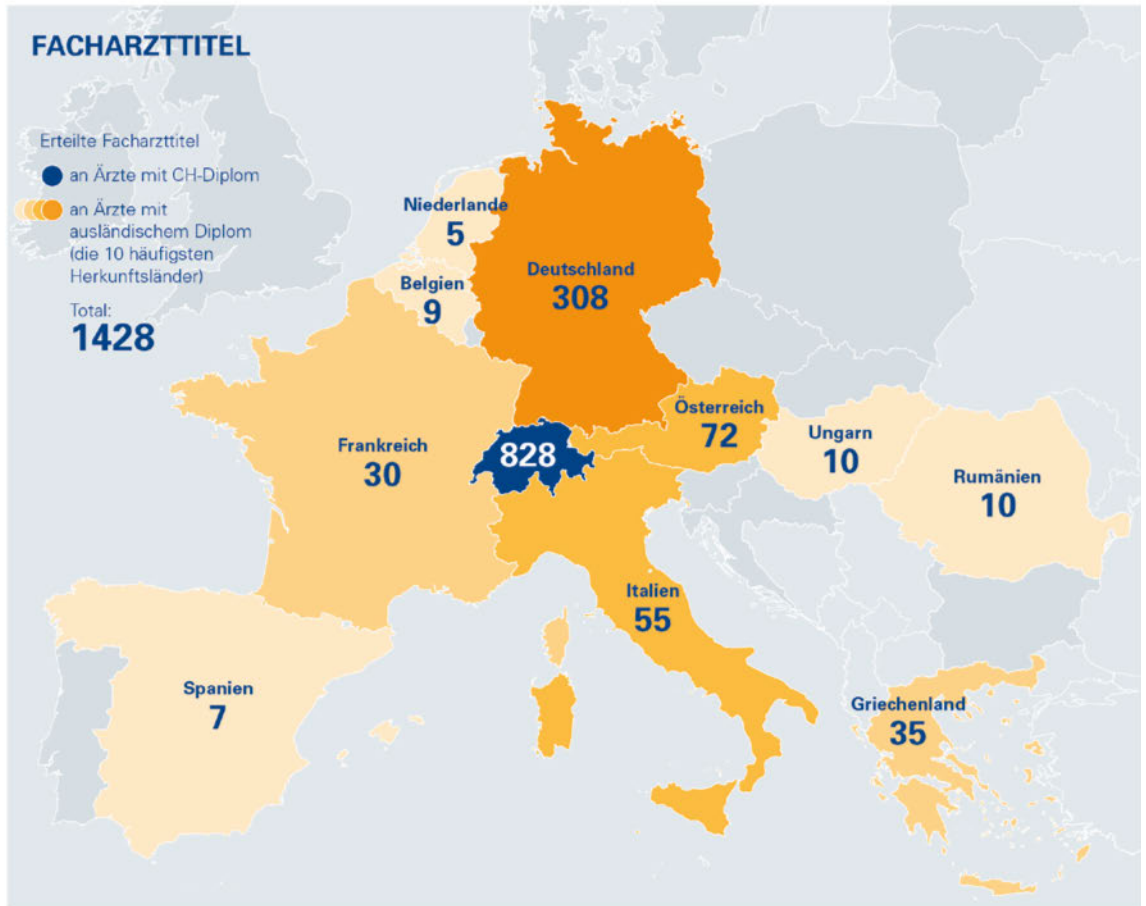 FACHARZTTITEL
Erteilte Facharzttitel
an Ärzte mit CH-Diplom
an Ärzte mit
ausländischem Diplom
(die 10 häufigsten
Herkunftsländer)
Total:
1428
Niederlande
5
Belgien
9
Deutschland
308
Österreich
72
Ungarn
10
Rumänien
10
Frankreich
30
828
Italien
55
Spanien
7
Griechenland
35